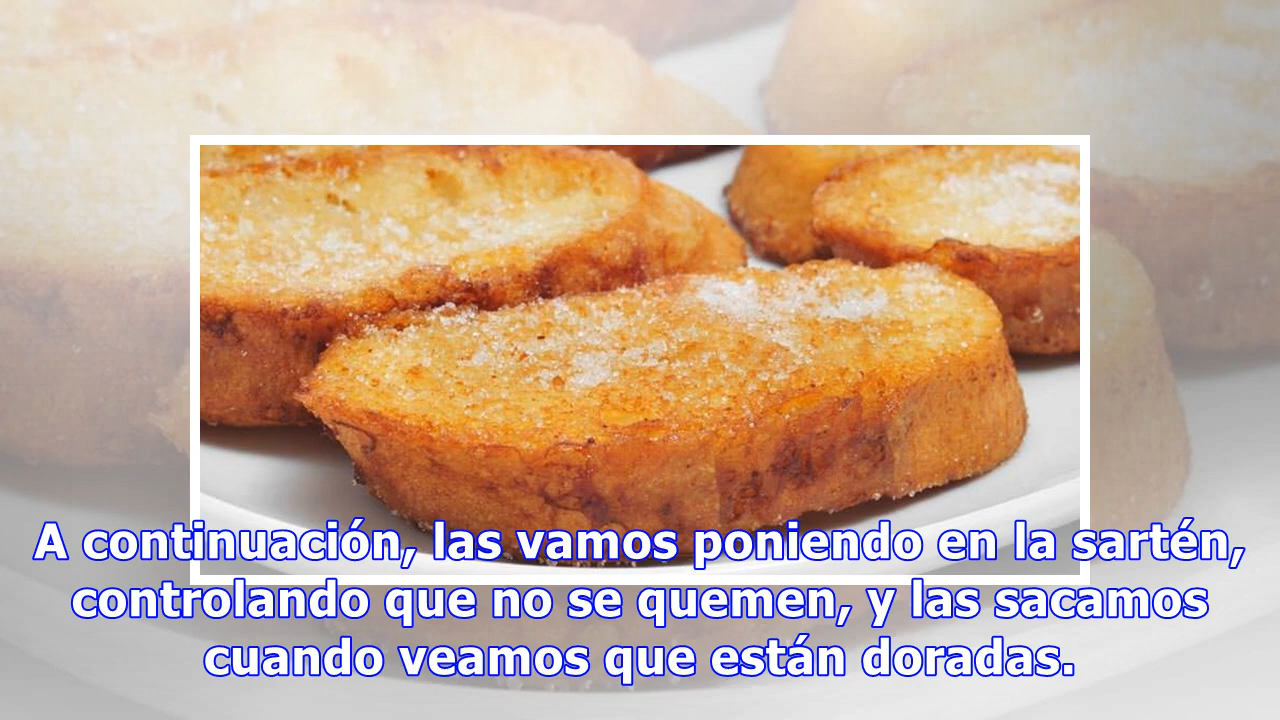 A continuación, las vamos poniendo en la sartén,
controlando que no se quemen, y las sacamos
cuando veamos que están doradas.